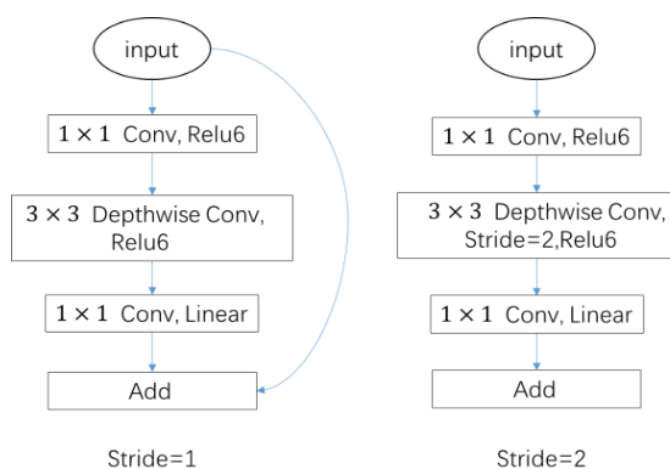 input
1 × 1 Conv, Relu6
3 × 3 Depthwise Conv,
Relu6
1 × 1 Conv, Linear
Add
Stride=1
input
1 × 1 Conv, Relu6
3 × 3 Depthwise Conv,
Stride=2,Relu6
1 × 1 Conv, Linear
Add
Stride=2